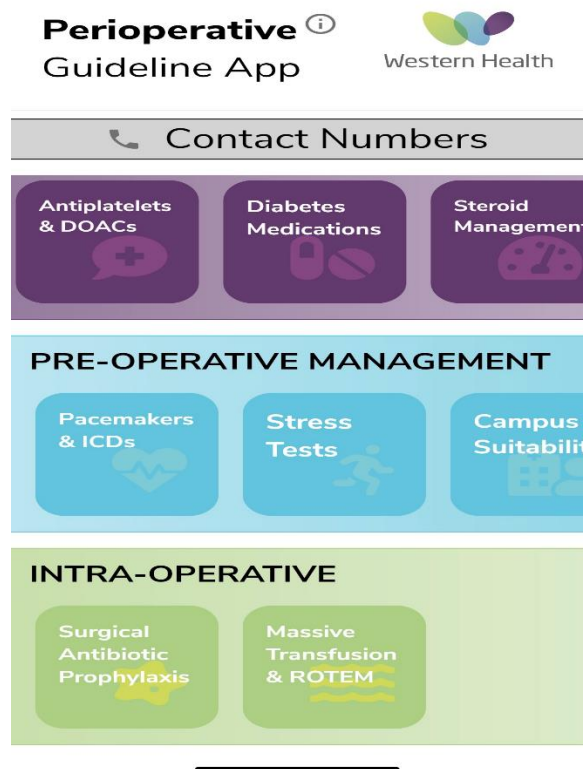 Perioperative
Guideline App
Western Health
Contact Numbers
Antiplatelets
& DOACs
Diabetes
Medications
Steroid
Management
PRE-OPERATIVE MANAGEMENT
Pacemakers
& ICDs
Stress
Tests
Campus
Suitabilit
INTRA-OPERATIVE
Surgical
Antibiotic
Prophylaxis
Massive
Transfusion
& ROTEM